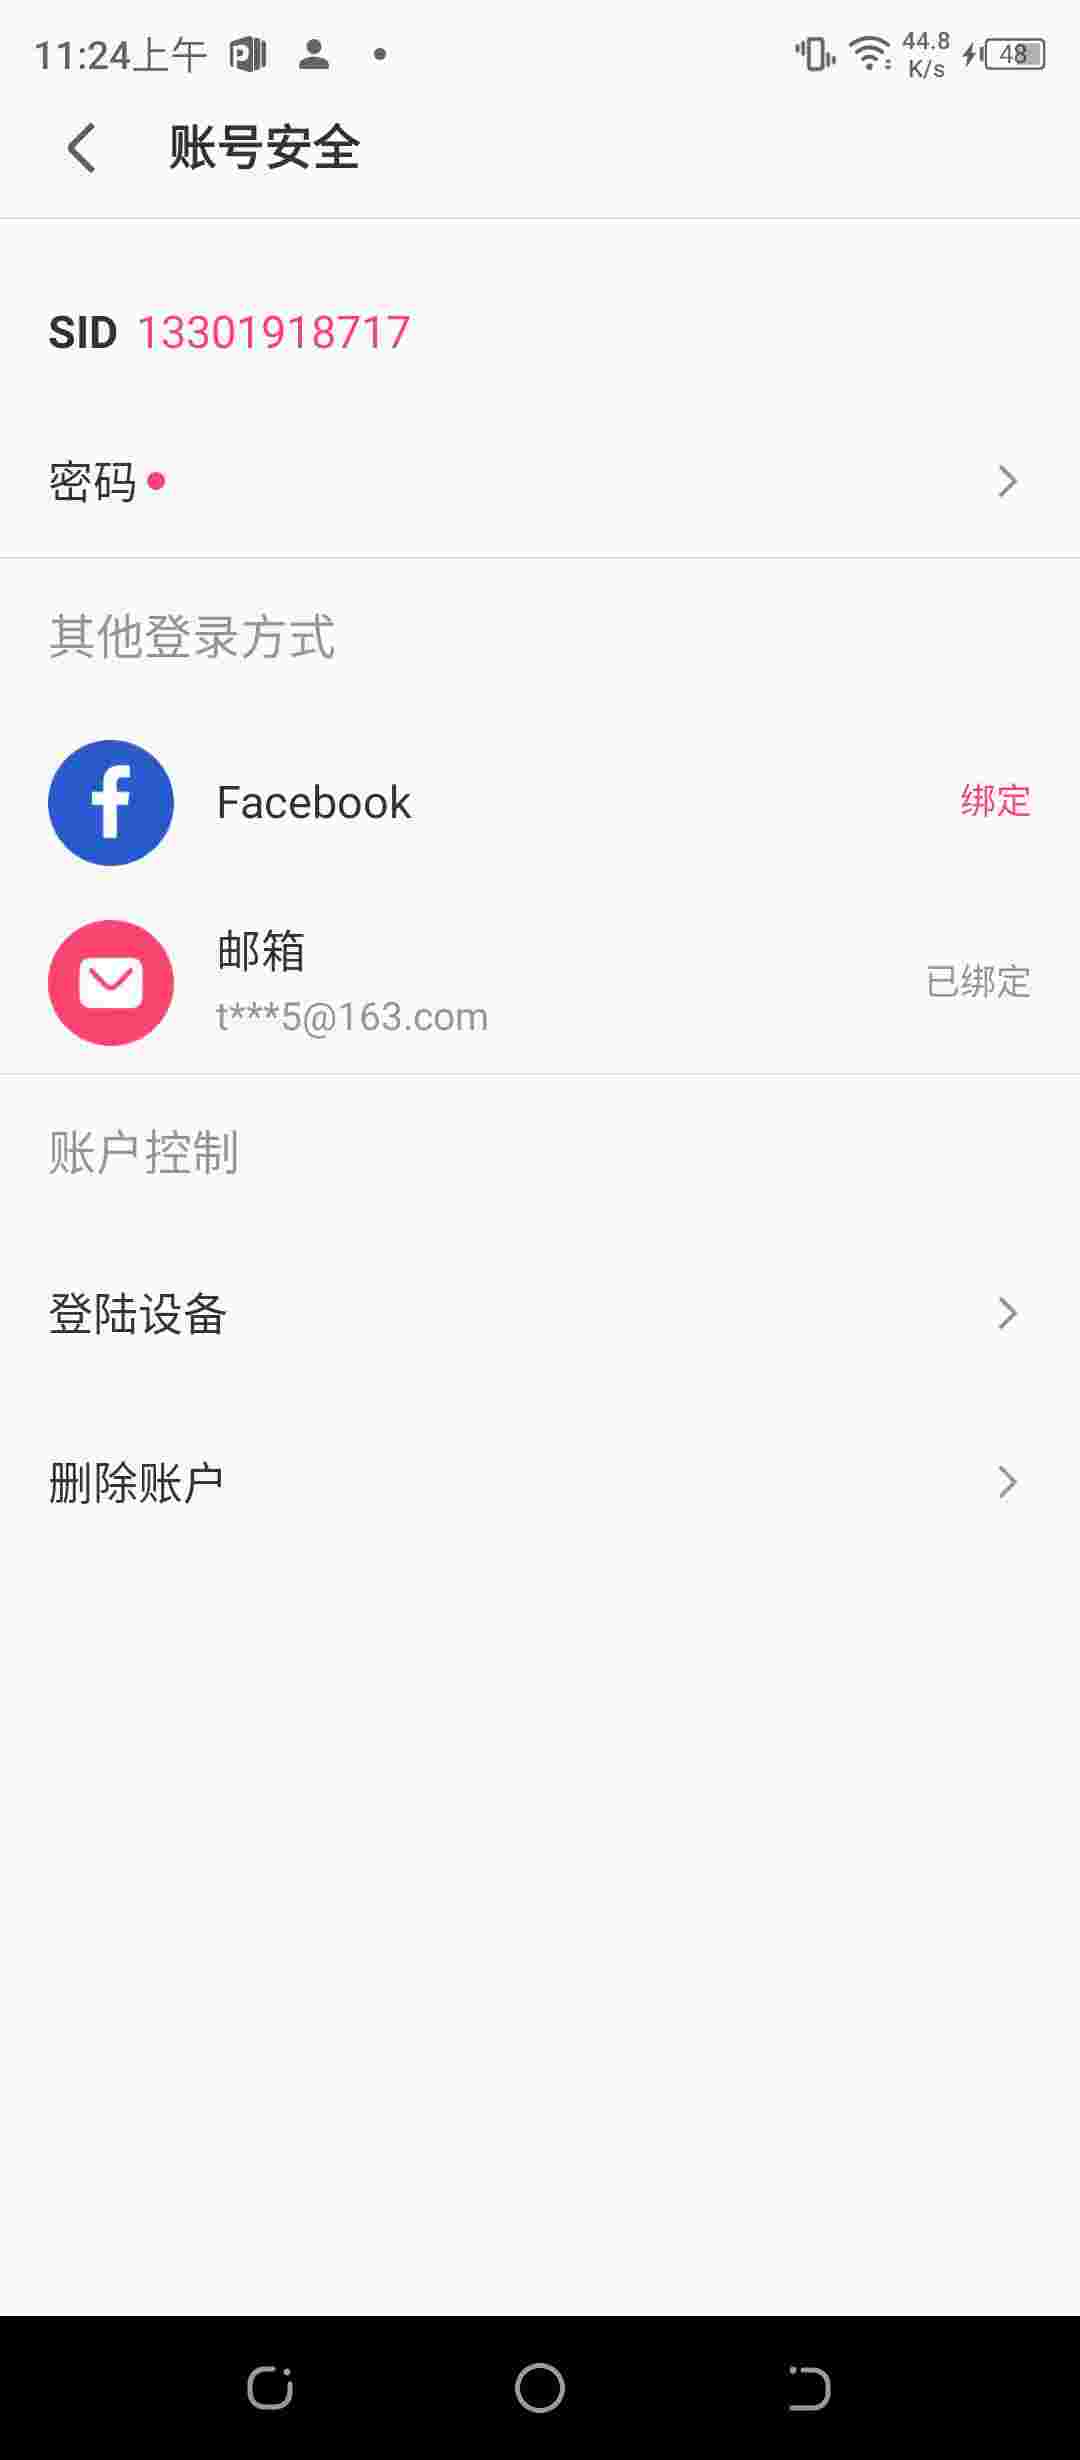 11:24上午
44.8
K/s
48
账号安全
SID 13301918717
密码
其他登录方式
Facebook
绑定
邮箱
t***5@163.com
已绑定
账户控制
登陆设备
删除账户